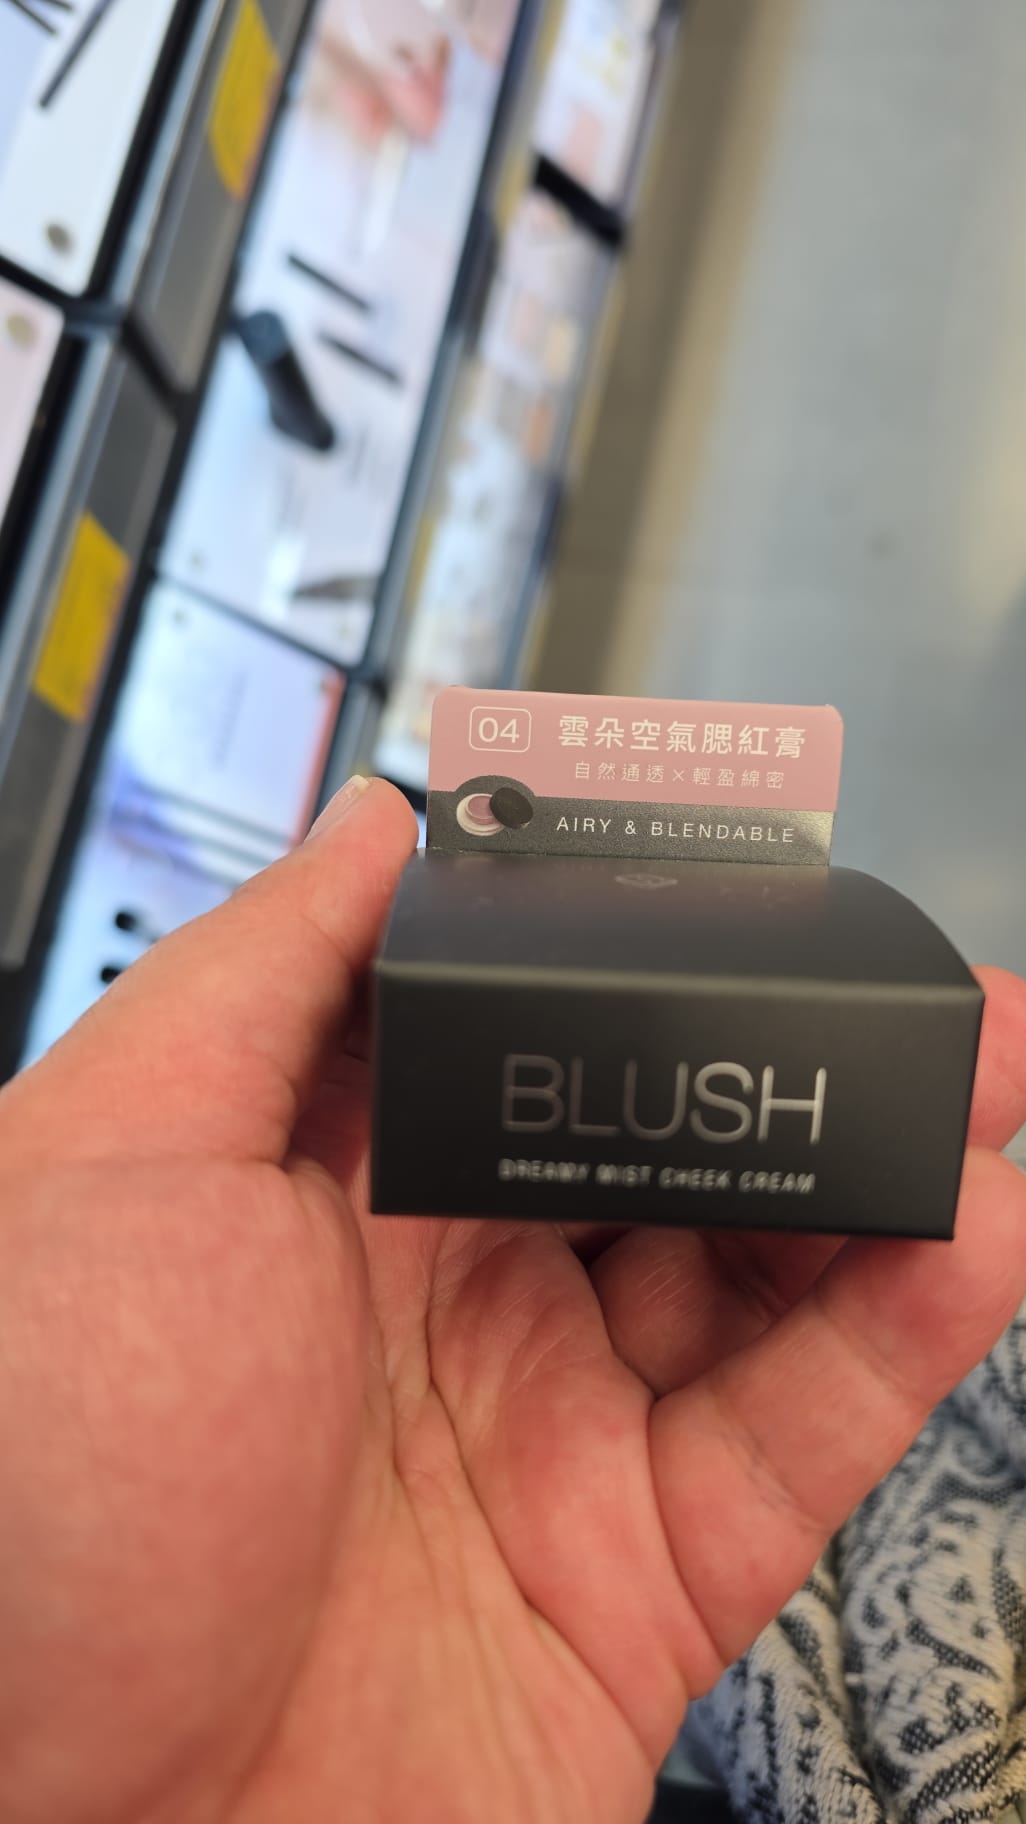 04 雲朵空氣腮紅膏
自然通透×輕盈綿密
AIRY & BLENDABLE
BLUSH
DREAMY MIST CHEEK CREAM